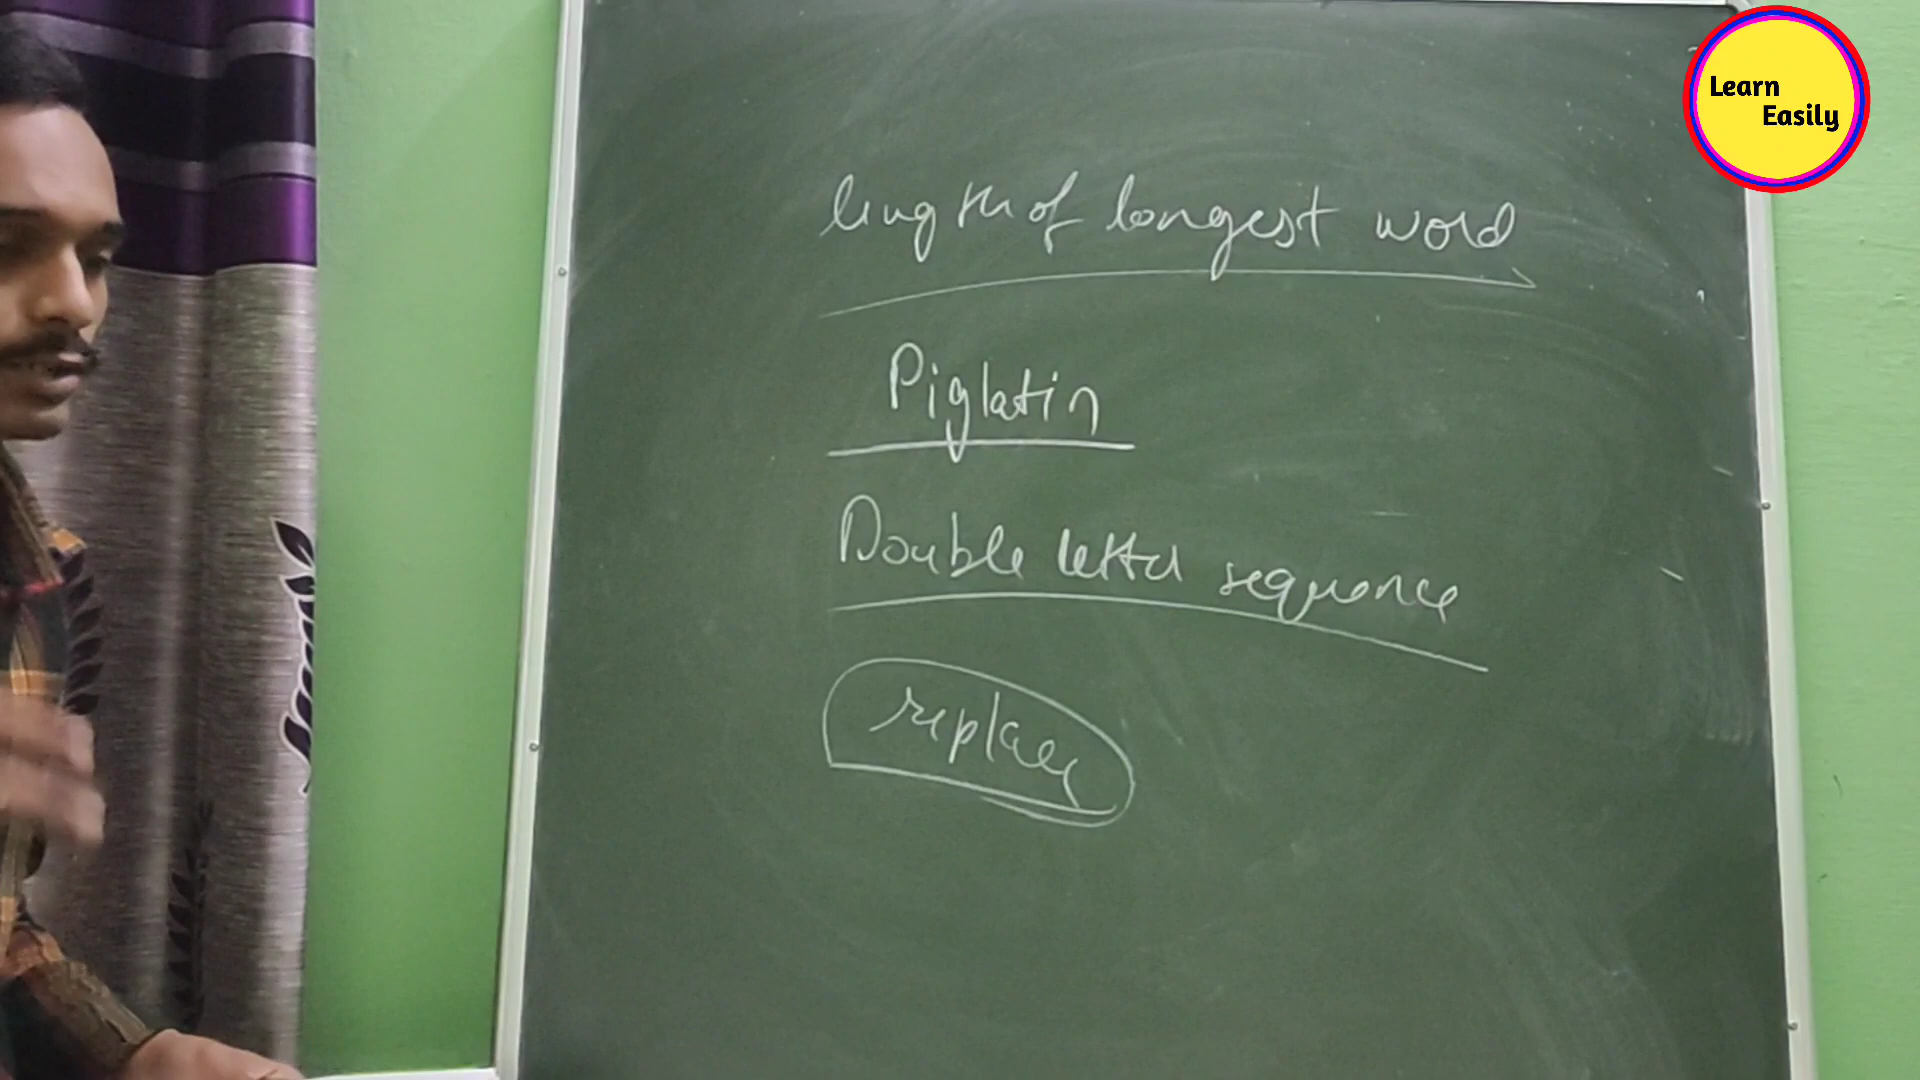 Learn
Easily
length of longest word
Piglatin
Double letter sequence
replace